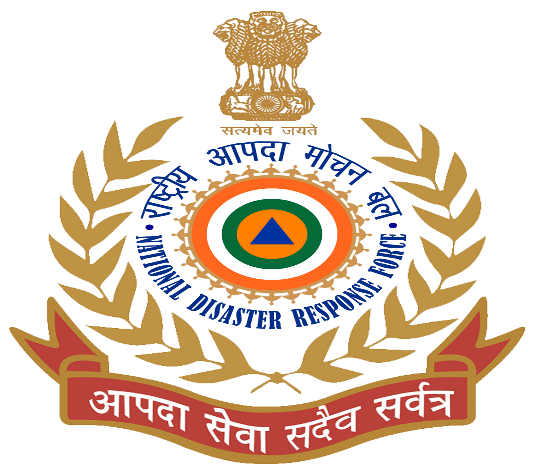 सत्यमेव जयते
राष्ट्रीय आपदा मोचन बल
NATIONAL DISASTER RESPONSE FORCE
आपदा सेवा सदैव सर्वत्र